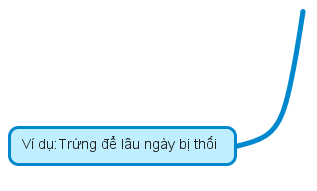 Ví dụ:Trứng để lâu ngày bị thối